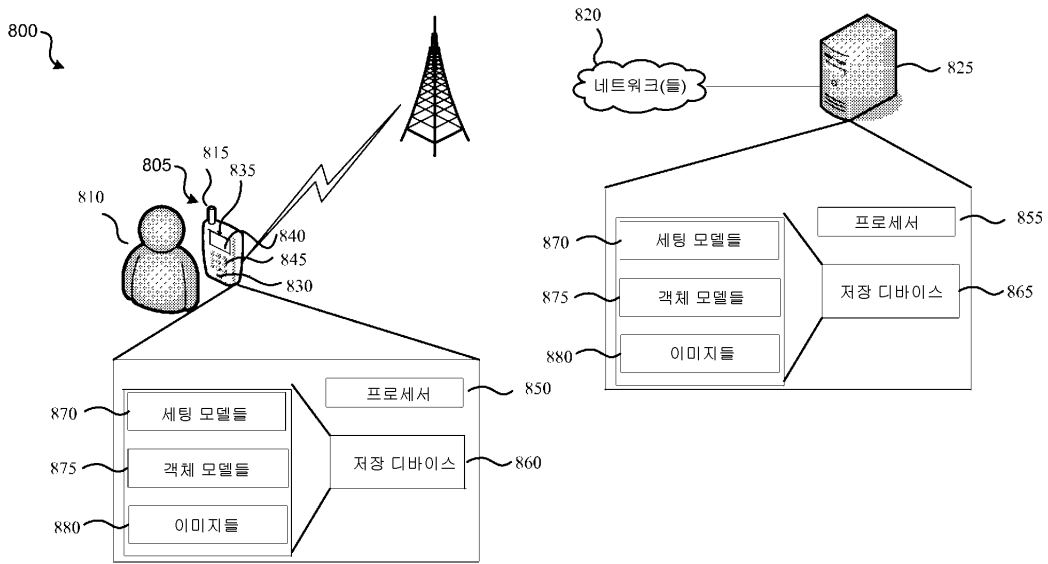 800
820
네트워크(들)
825
815
805
835
810
840
845
830
870
세팅 모델들
프로세서
855
875
객체 모델들
저장 디바이스
865
880
이미지들
870
세팅 모델들
프로세서
850
875
객체 모델들
저장 디바이스
860
880
이미지들